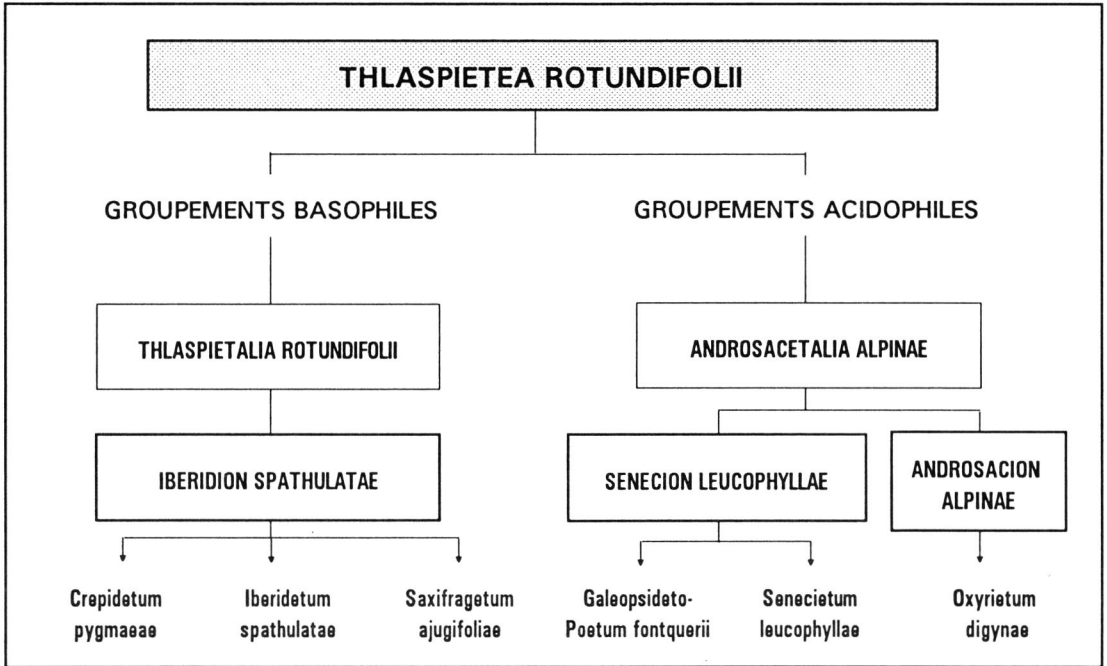 THLASPIETEA ROTUNDIFOLII
GROUPEMENTS BASOPHILES
GROUPEMENTS ACIDOPHILES
THLASPIETALIA ROTUNDIFOLII
ANDROSACETALIA ALPINAE
IBERIDION SPATHULATAE
SENECION LEUCOPHYLLAE
ANDROSACION
ALPINAE
Crepidetum
pygmaeae
Iberidetum
spathulatae
Saxifragetum
ajugifoliae
Galeopsideto-
Poetum fontquerii
Senecietum
leucophyllae
Oxyrietum
digynae